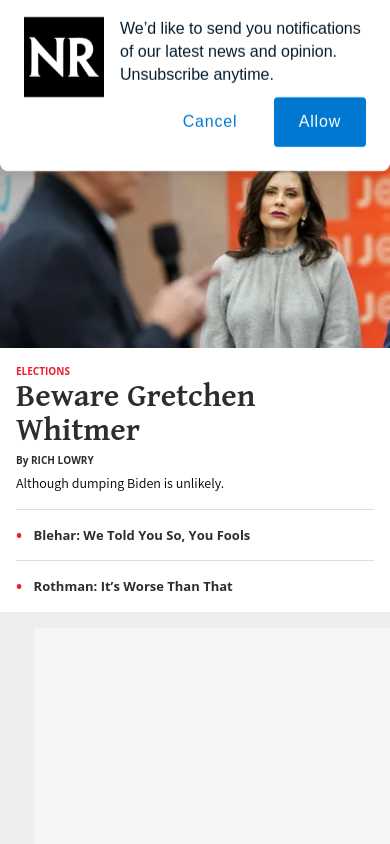 NR
We’d like to send you notifications
of our latest news and opinion.
Unsubscribe anytime.
Cancel
Allow
ELECTIONS
Beware Gretchen
Whitmer
By RICH LOWRY
Although dumping Biden is unlikely.
Blehar: We Told You So, You Fools
Rothman: It’s Worse Than That